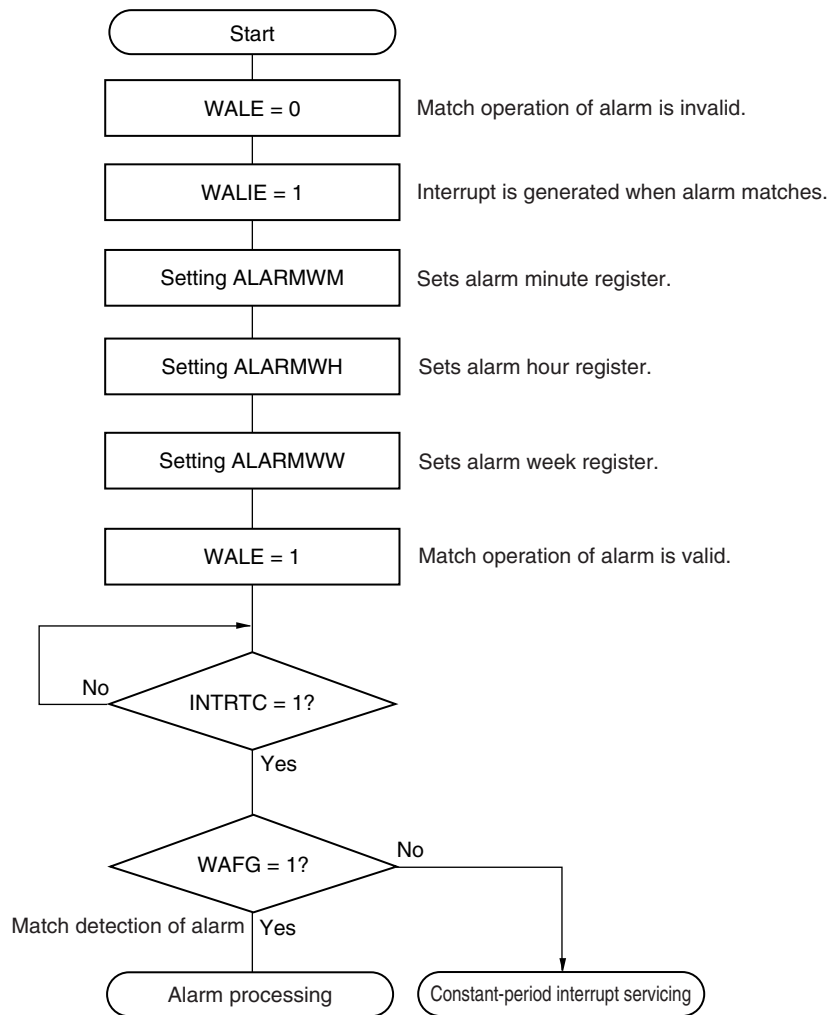 Start
WALE = 0
Match operation of alarm is invalid.
WALIE = 1
Interrupt is generated when alarm matches.
Setting ALARMWM
Sets alarm minute register.
Setting ALARMWH
Sets alarm hour register.
Setting ALARMWW
Sets alarm week register.
WALE = 1
Match operation of alarm is valid.
No
INTRTC = 1?
Yes
WAFG = 1?
No
Match detection of alarm
Yes
Alarm processing
Constant-period interrupt servicing